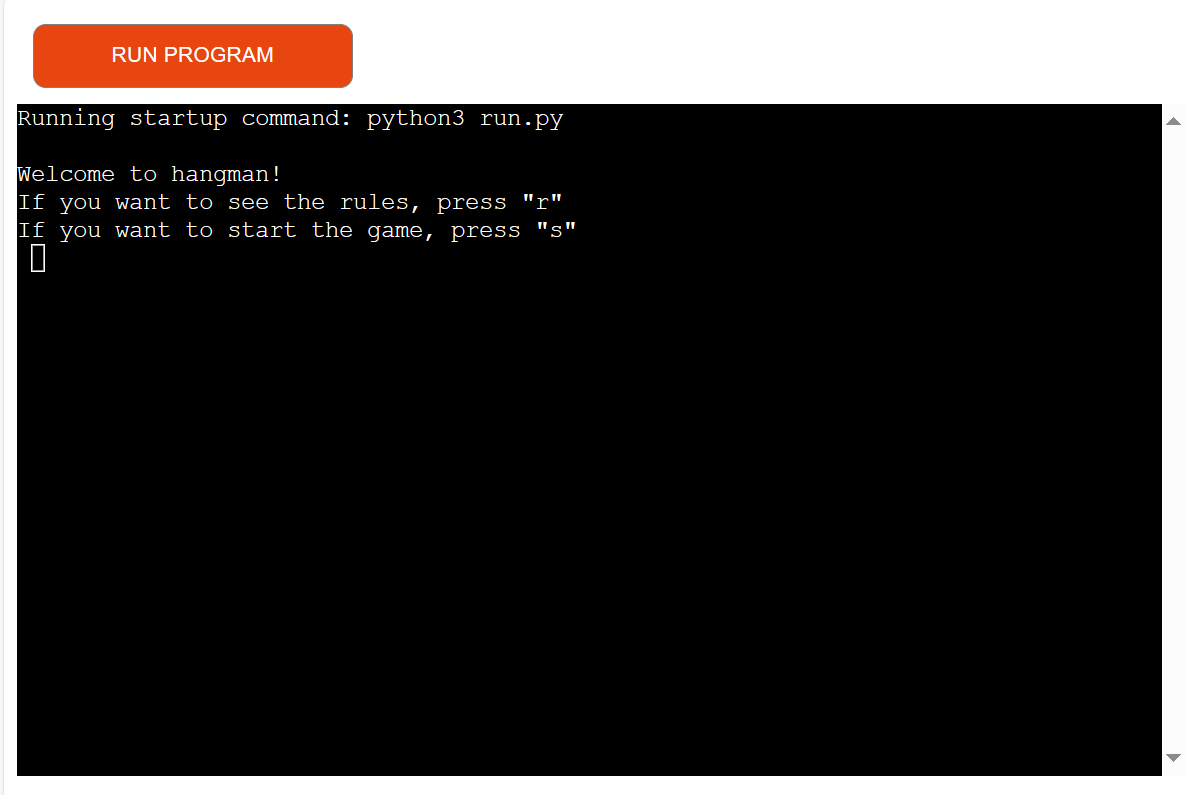 RUN PROGRAM
Running startup command: python3 run.py
Welcome to hangman!
If you want to see the rules, press "r"
If you want to start the game, press "s"